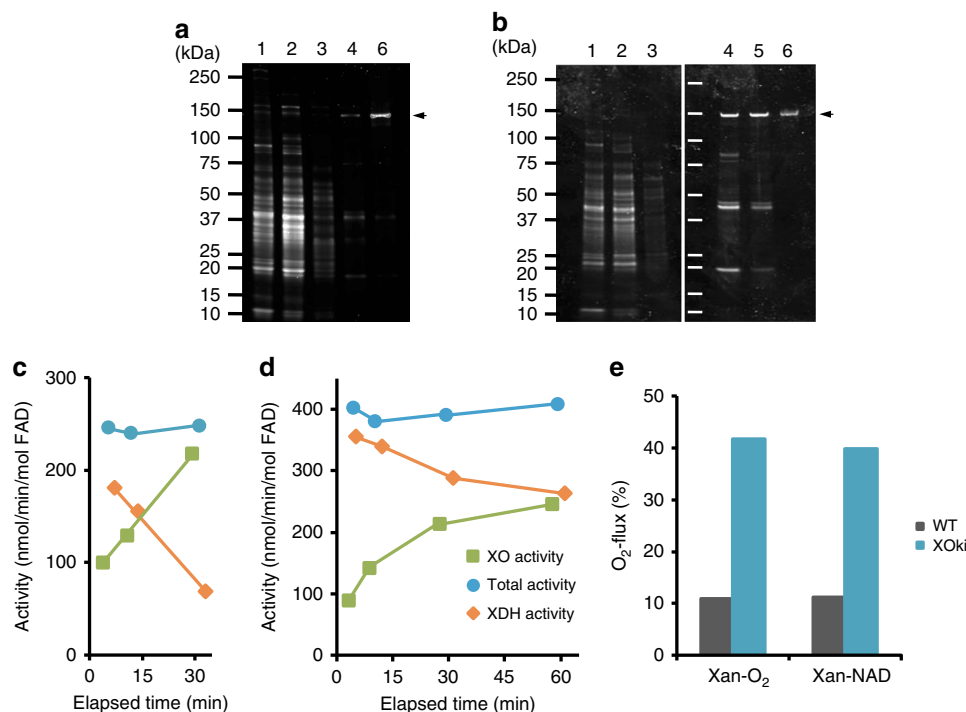 a
(kDa)
1 2 3 4 6
250
150
100
75
50
37
25
20
15
10
b
(kDa)
1 2 3 4 5 6
250
150
100
75
50
37
25
20
15
10
c
Activity (nmol/min/mol FAD)
300
200
100
0
0 15 30
Elapsed time (min)
d
Activity (nmol/min/mol FAD)
400
300
200
100
0
0 15 30 45 60
Elapsed time (min)
XO activity
Total activity
XDH activity
e
O₂-flux (%)
50
40
30
20
10
0
Xan-O₂ Xan-NAD
WT
XOki